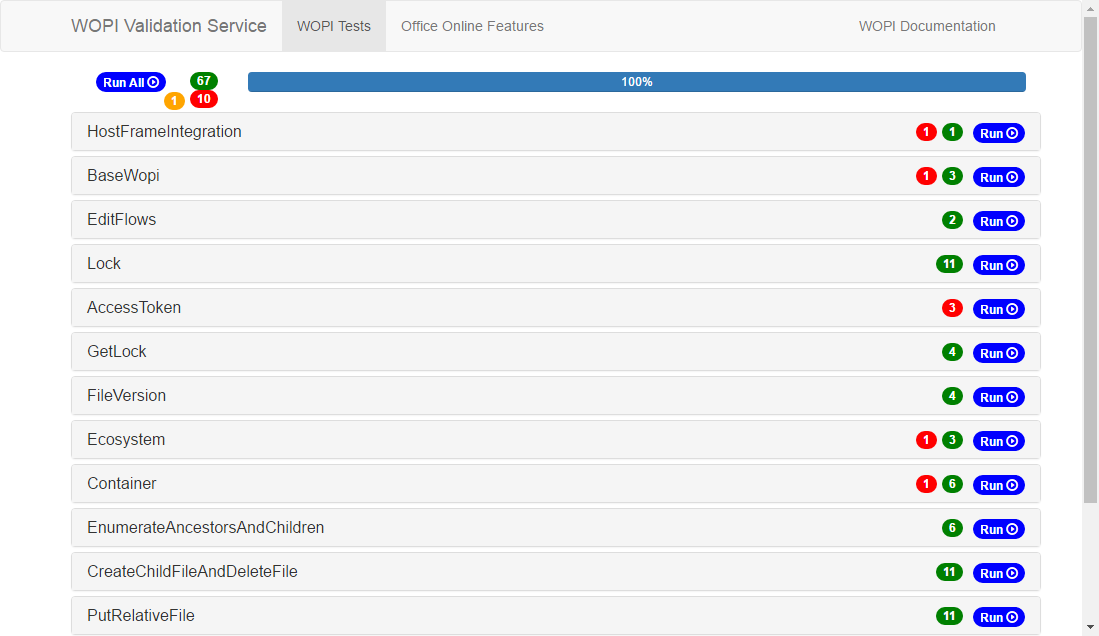 WOPI Validation Service WOPI Tests Office Online Features WOPI Documentation
Run All 67 100%
1 10
HostFrameIntegration 1 1 Run
BaseWopi 1 3 Run
EditFlows 2 Run
Lock 11 Run
AccessToken 3 Run
GetLock 4 Run
FileVersion 4 Run
Ecosystem 1 3 Run
Container 1 6 Run
EnumerateAncestorsAndChildren 6 Run
CreateChildFileAndDeleteFile 11 Run
PutRelativeFile 11 Run